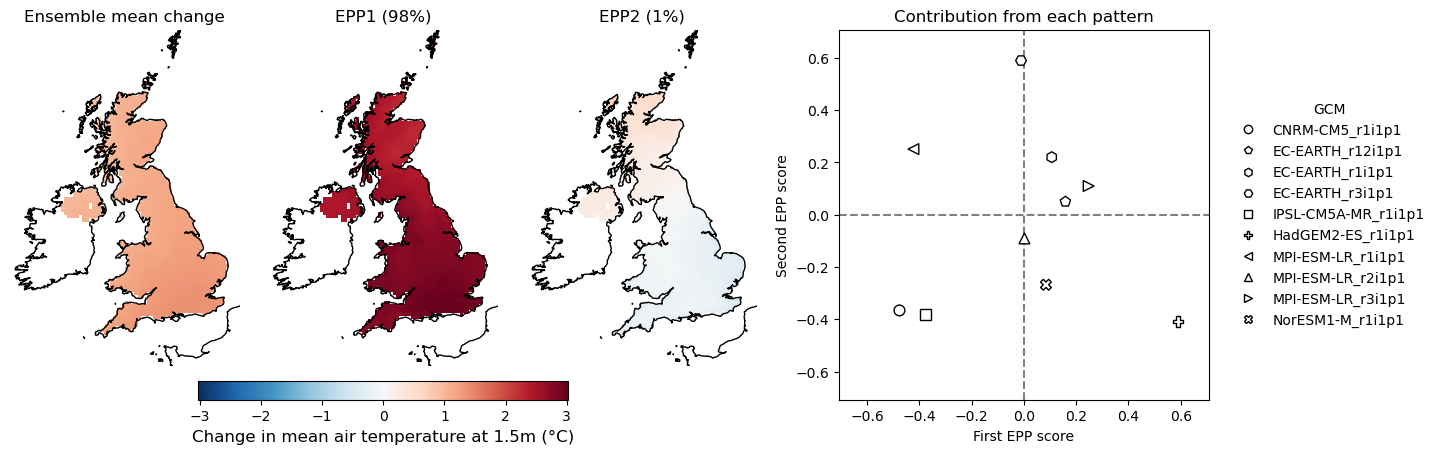 Ensemble mean change
EPP1 (98%)
EPP2 (1%)
−3
−2
−1
0
1
2
3
Change in mean air temperature at 1.5m (°C)
Contribution from each pattern
Second EPP score
0.6
0.4
0.2
0.0
−0.2
−0.4
−0.6
−0.6
−0.4
−0.2
0.0
0.2
0.4
0.6
First EPP score
GCM
CNRM-CM5_r1i1p1
EC-EARTH_r12i1p1
EC-EARTH_r1i1p1
EC-EARTH_r3i1p1
IPSL-CM5A-MR_r1i1p1
HadGEM2-ES_r1i1p1
MPI-ESM-LR_r1i1p1
MPI-ESM-LR_r2i1p1
MPI-ESM-LR_r3i1p1
NorESM1-M_r1i1p1